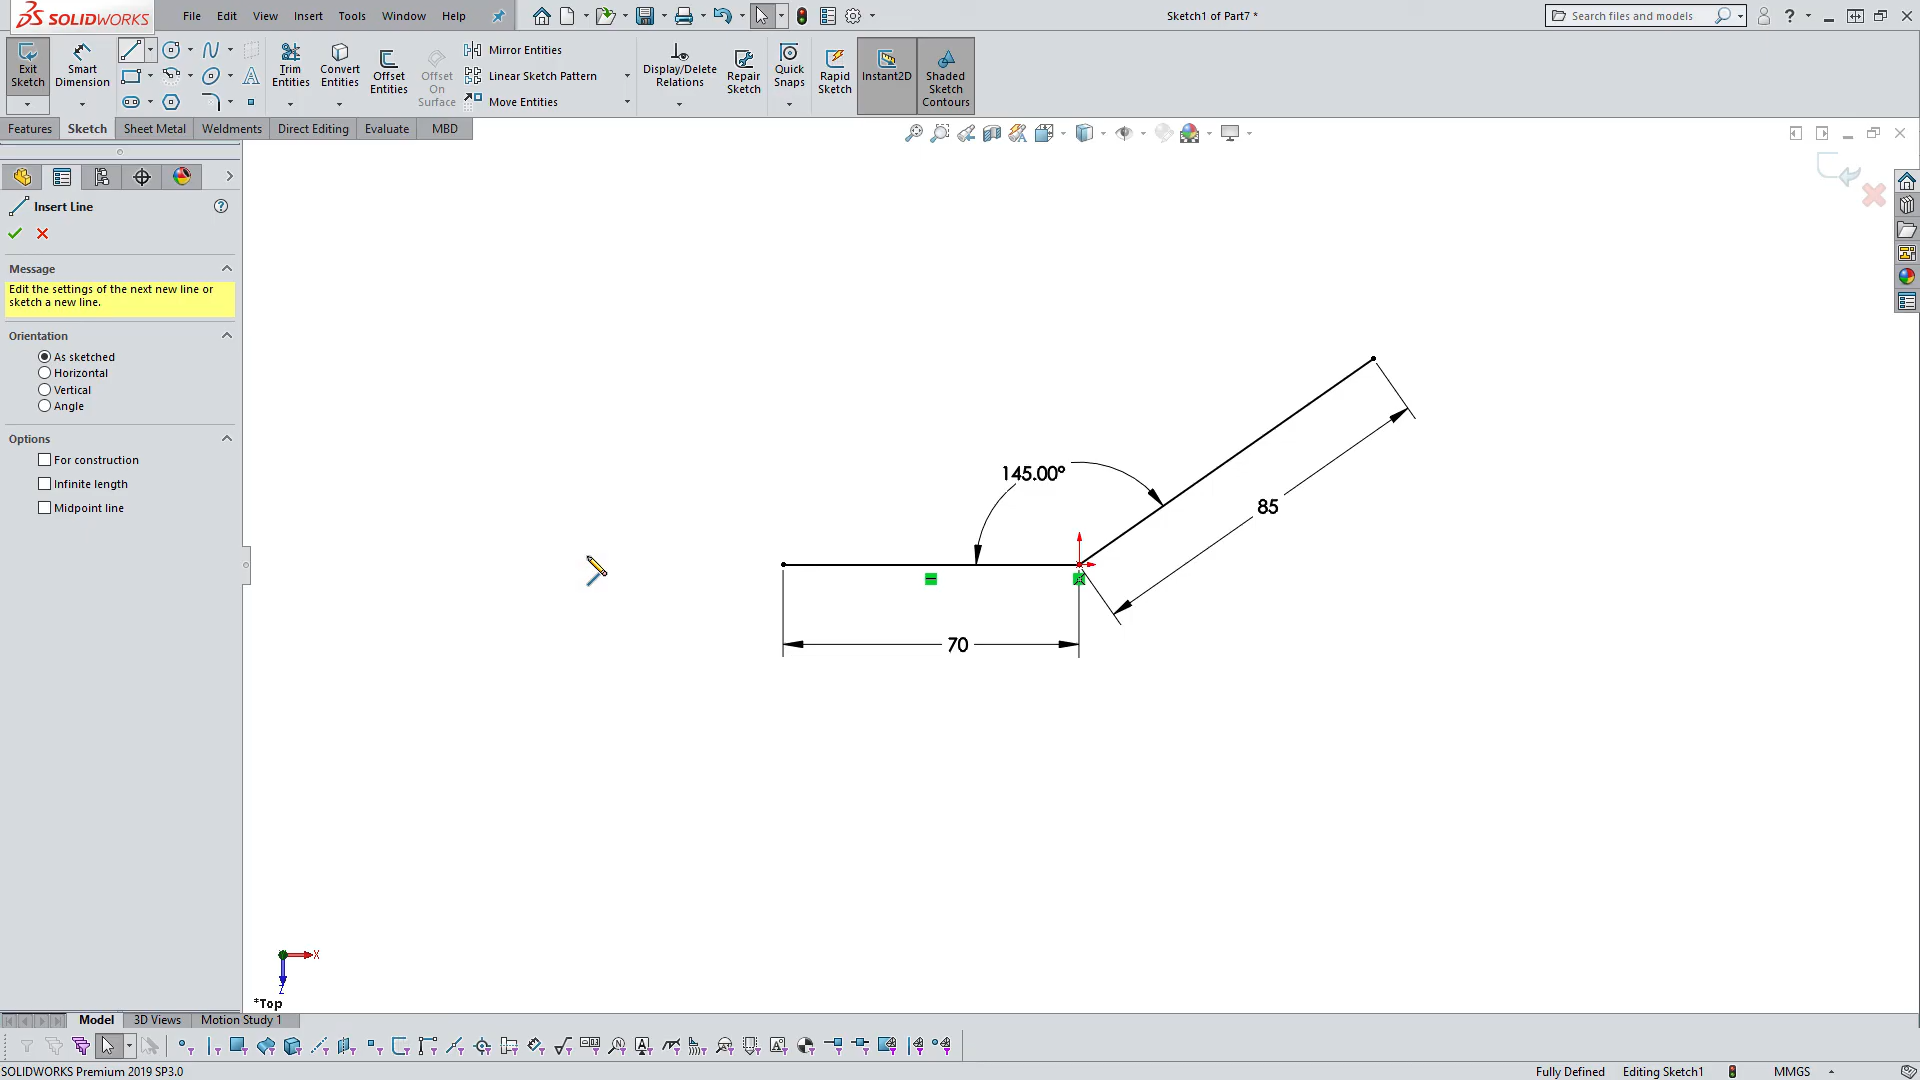 SOLIDWORKS File Edit View Insert Tools Window Help Sketch1 of Part7 * Search files and models ?
Exit Sketch Smart Dimension Trim Entities Convert Entities Offset Entities Offset On Surface Mirror Entities Linear Sketch Pattern Move Entities Display/Delete Relations Repair Sketch Quick Snaps Rapid Sketch Instant2D Shaded Sketch Contours
Features Sketch Sheet Metal Weldments Direct Editing Evaluate MBD
Insert Line ?
Message
Edit the settings of the next new line or
sketch a new line.
Orientation
As sketched
Horizontal
Vertical
Angle
Options
For construction
Infinite length
Midpoint line
145.00°
85
70
X
Z
*Top
Model 3D Views Motion Study 1
SOLIDWORKS Premium 2019 SP3.0 Fully Defined Editing Sketch1 MMGS